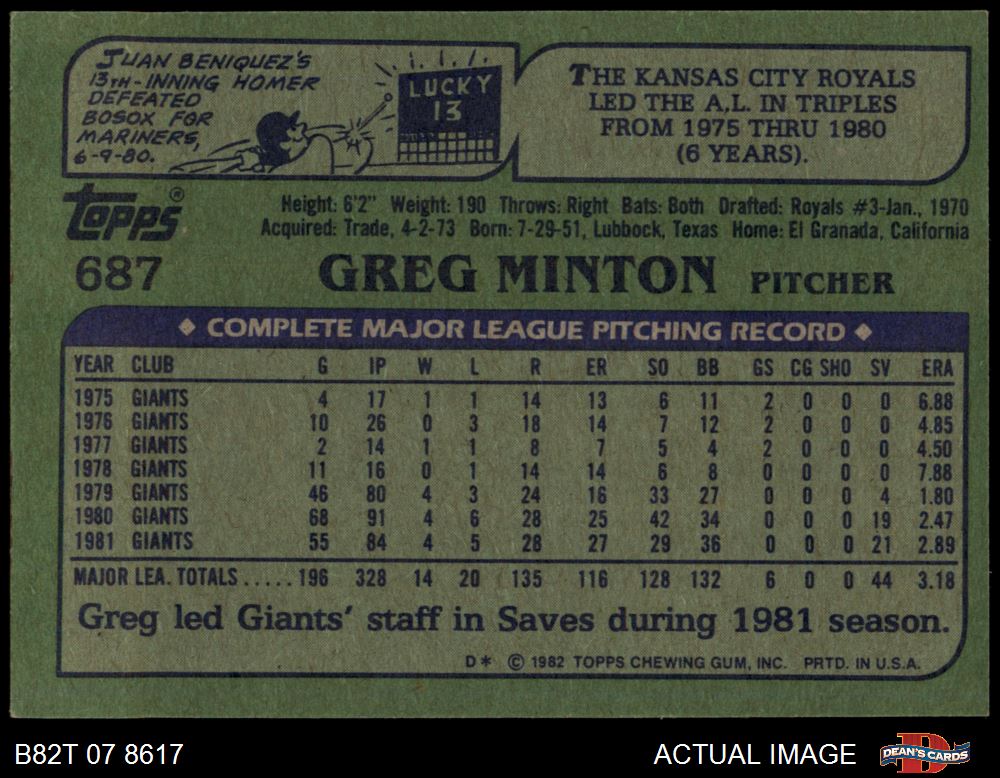 JUAN BENIQUEZ'S
13TH-INNING HOMER
DEFEATED
BOSOX FOR
MARINERS,
6-9-80.
LUCKY
13
THE KANSAS CITY ROYALS
LED THE A.L. IN TRIPLES
FROM 1975 THRU 1980
(6 YEARS).
TOPPS®
Height: 6'2" Weight: 190 Throws: Right Bats: Both Drafted: Royals #3-Jan., 1970
Acquired: Trade, 4-2-73 Born: 7-29-51, Lubbock, Texas Home: El Granada, California
687 GREG MINTON PITCHER
◆ COMPLETE MAJOR LEAGUE PITCHING RECORD ◆
YEAR CLUB G IP W L R ER SO BB GS CG SHO SV ERA
1975 GIANTS 4 17 1 1 14 13 6 11 2 0 0 0 6.88
1976 GIANTS 10 26 0 3 18 14 7 12 2 0 0 0 4.85
1977 GIANTS 2 14 1 1 8 7 5 4 2 0 0 0 4.50
1978 GIANTS 11 16 0 1 14 14 6 8 0 0 0 0 7.88
1979 GIANTS 46 80 4 3 24 16 33 27 0 0 0 4 1.80
1980 GIANTS 68 91 4 6 28 25 42 34 0 0 0 19 2.47
1981 GIANTS 55 84 4 5 28 27 29 36 0 0 0 21 2.89
MAJOR LEA. TOTALS ..... 196 328 14 20 135 116 128 132 6 0 0 44 3.18
Greg led Giants' staff in Saves during 1981 season.
D* © 1982 TOPPS CHEWING GUM, INC. PRTD. IN U.S.A.
B82T 07 8617 ACTUAL IMAGE DEAN'S CARDS